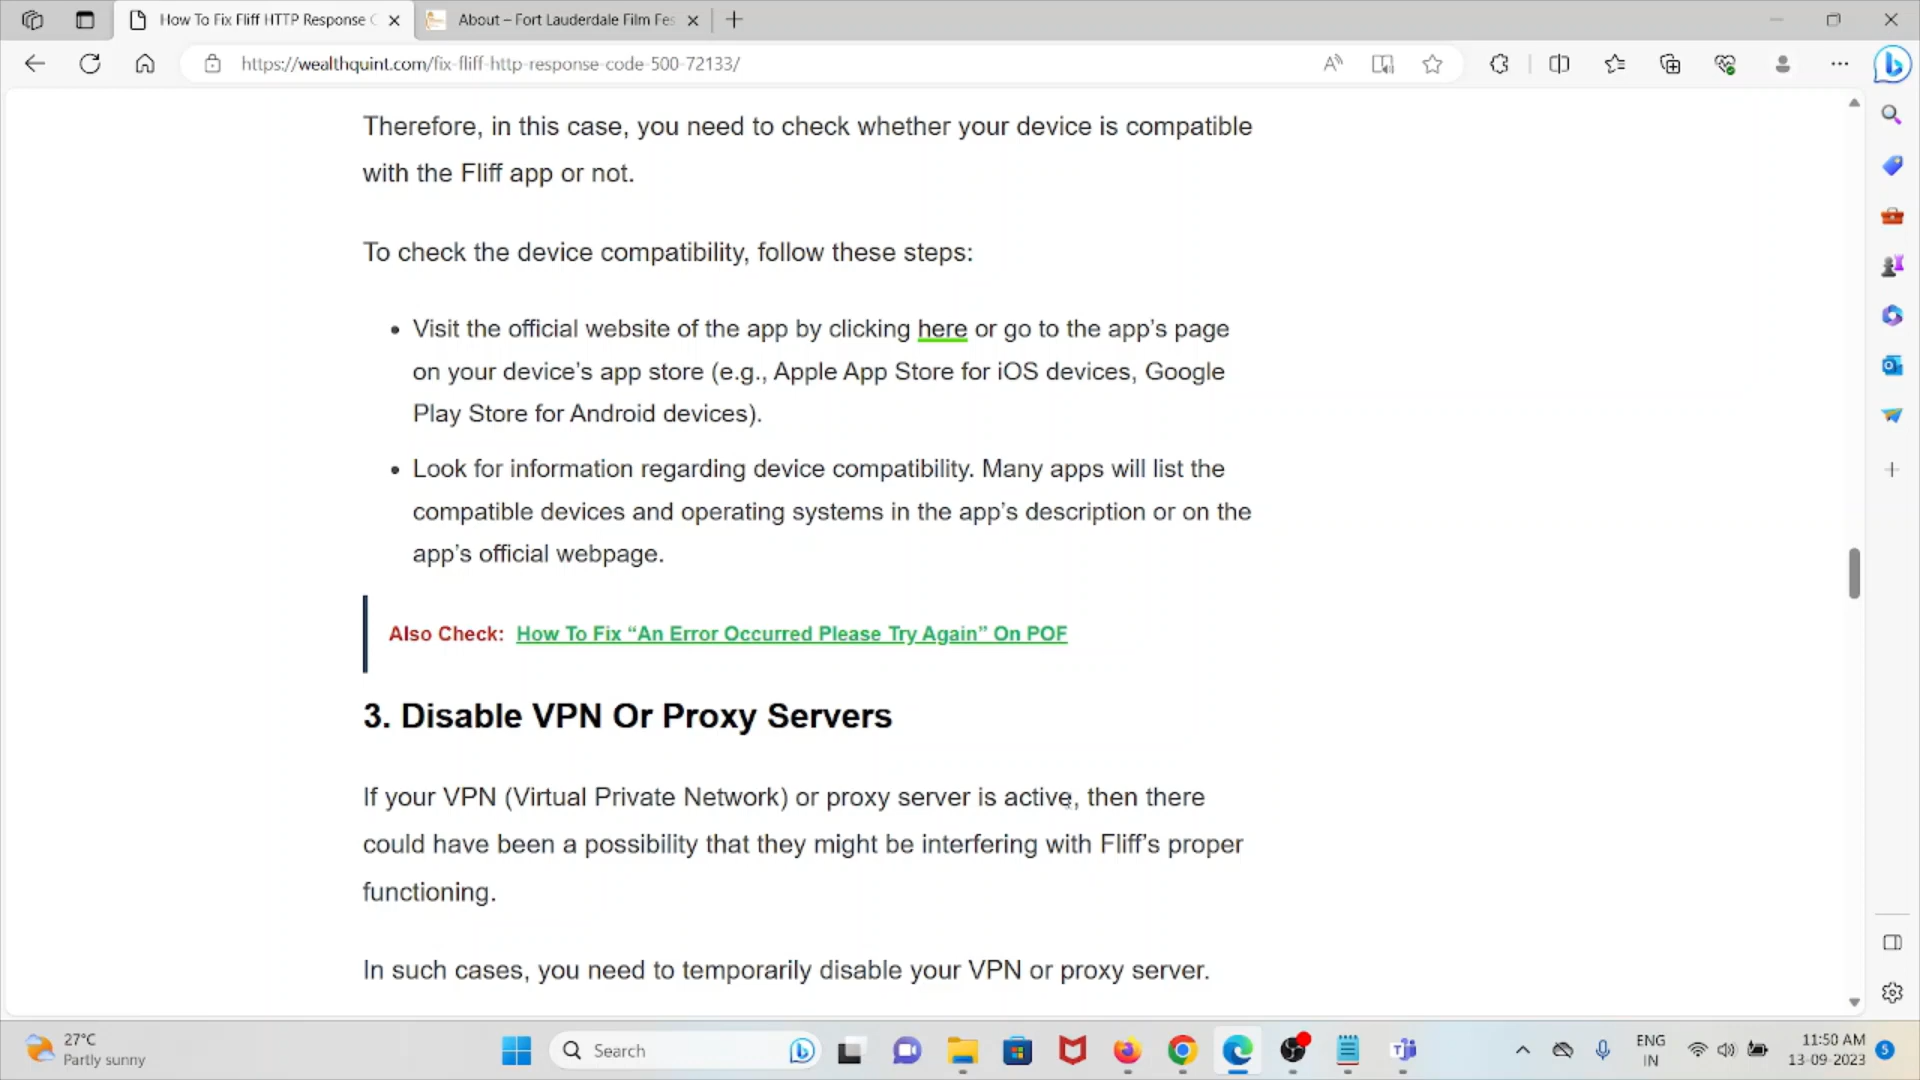 How To Fix Fliff HTTP Response C
About – Fort Lauderdale Film Fes
https://wealthquint.com/fix-fliff-http-response-code-500-72133/
Therefore, in this case, you need to check whether your device is compatible
with the Fliff app or not.
To check the device compatibility, follow these steps:
• Visit the official website of the app by clicking here or go to the app’s page
on your device’s app store (e.g., Apple App Store for iOS devices, Google
Play Store for Android devices).
• Look for information regarding device compatibility. Many apps will list the
compatible devices and operating systems in the app’s description or on the
app’s official webpage.
Also Check: How To Fix “An Error Occurred Please Try Again” On POF
3. Disable VPN Or Proxy Servers
If your VPN (Virtual Private Network) or proxy server is active, then there
could have been a possibility that they might be interfering with Fliff’s proper
functioning.
In such cases, you need to temporarily disable your VPN or proxy server.
27°C
Partly sunny
Search
ENG
IN
11:50 AM
13-09-2023
5